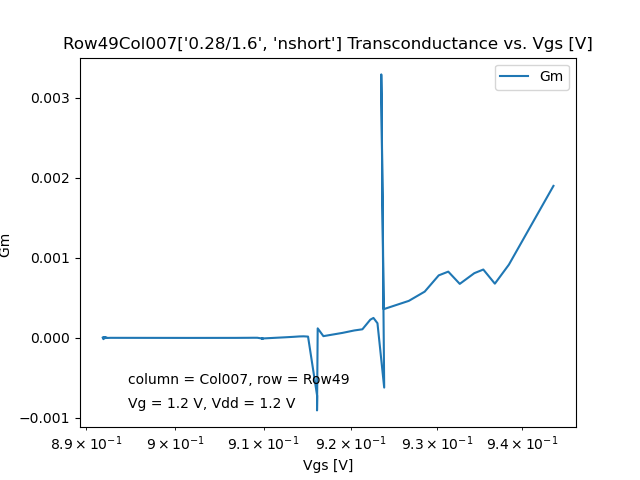 Row49Col007['0.28/1.6', 'nshort'] Transconductance vs. Vgs [V]
Gm
0.003
0.002
0.001
0.000
−0.001
Gm
column = Col007, row = Row49
Vg = 1.2 V, Vdd = 1.2 V
8.9 × 10⁻¹ 9 × 10⁻¹ 9.1 × 10⁻¹ 9.2 × 10⁻¹ 9.3 × 10⁻¹ 9.4 × 10⁻¹
Vgs [V]